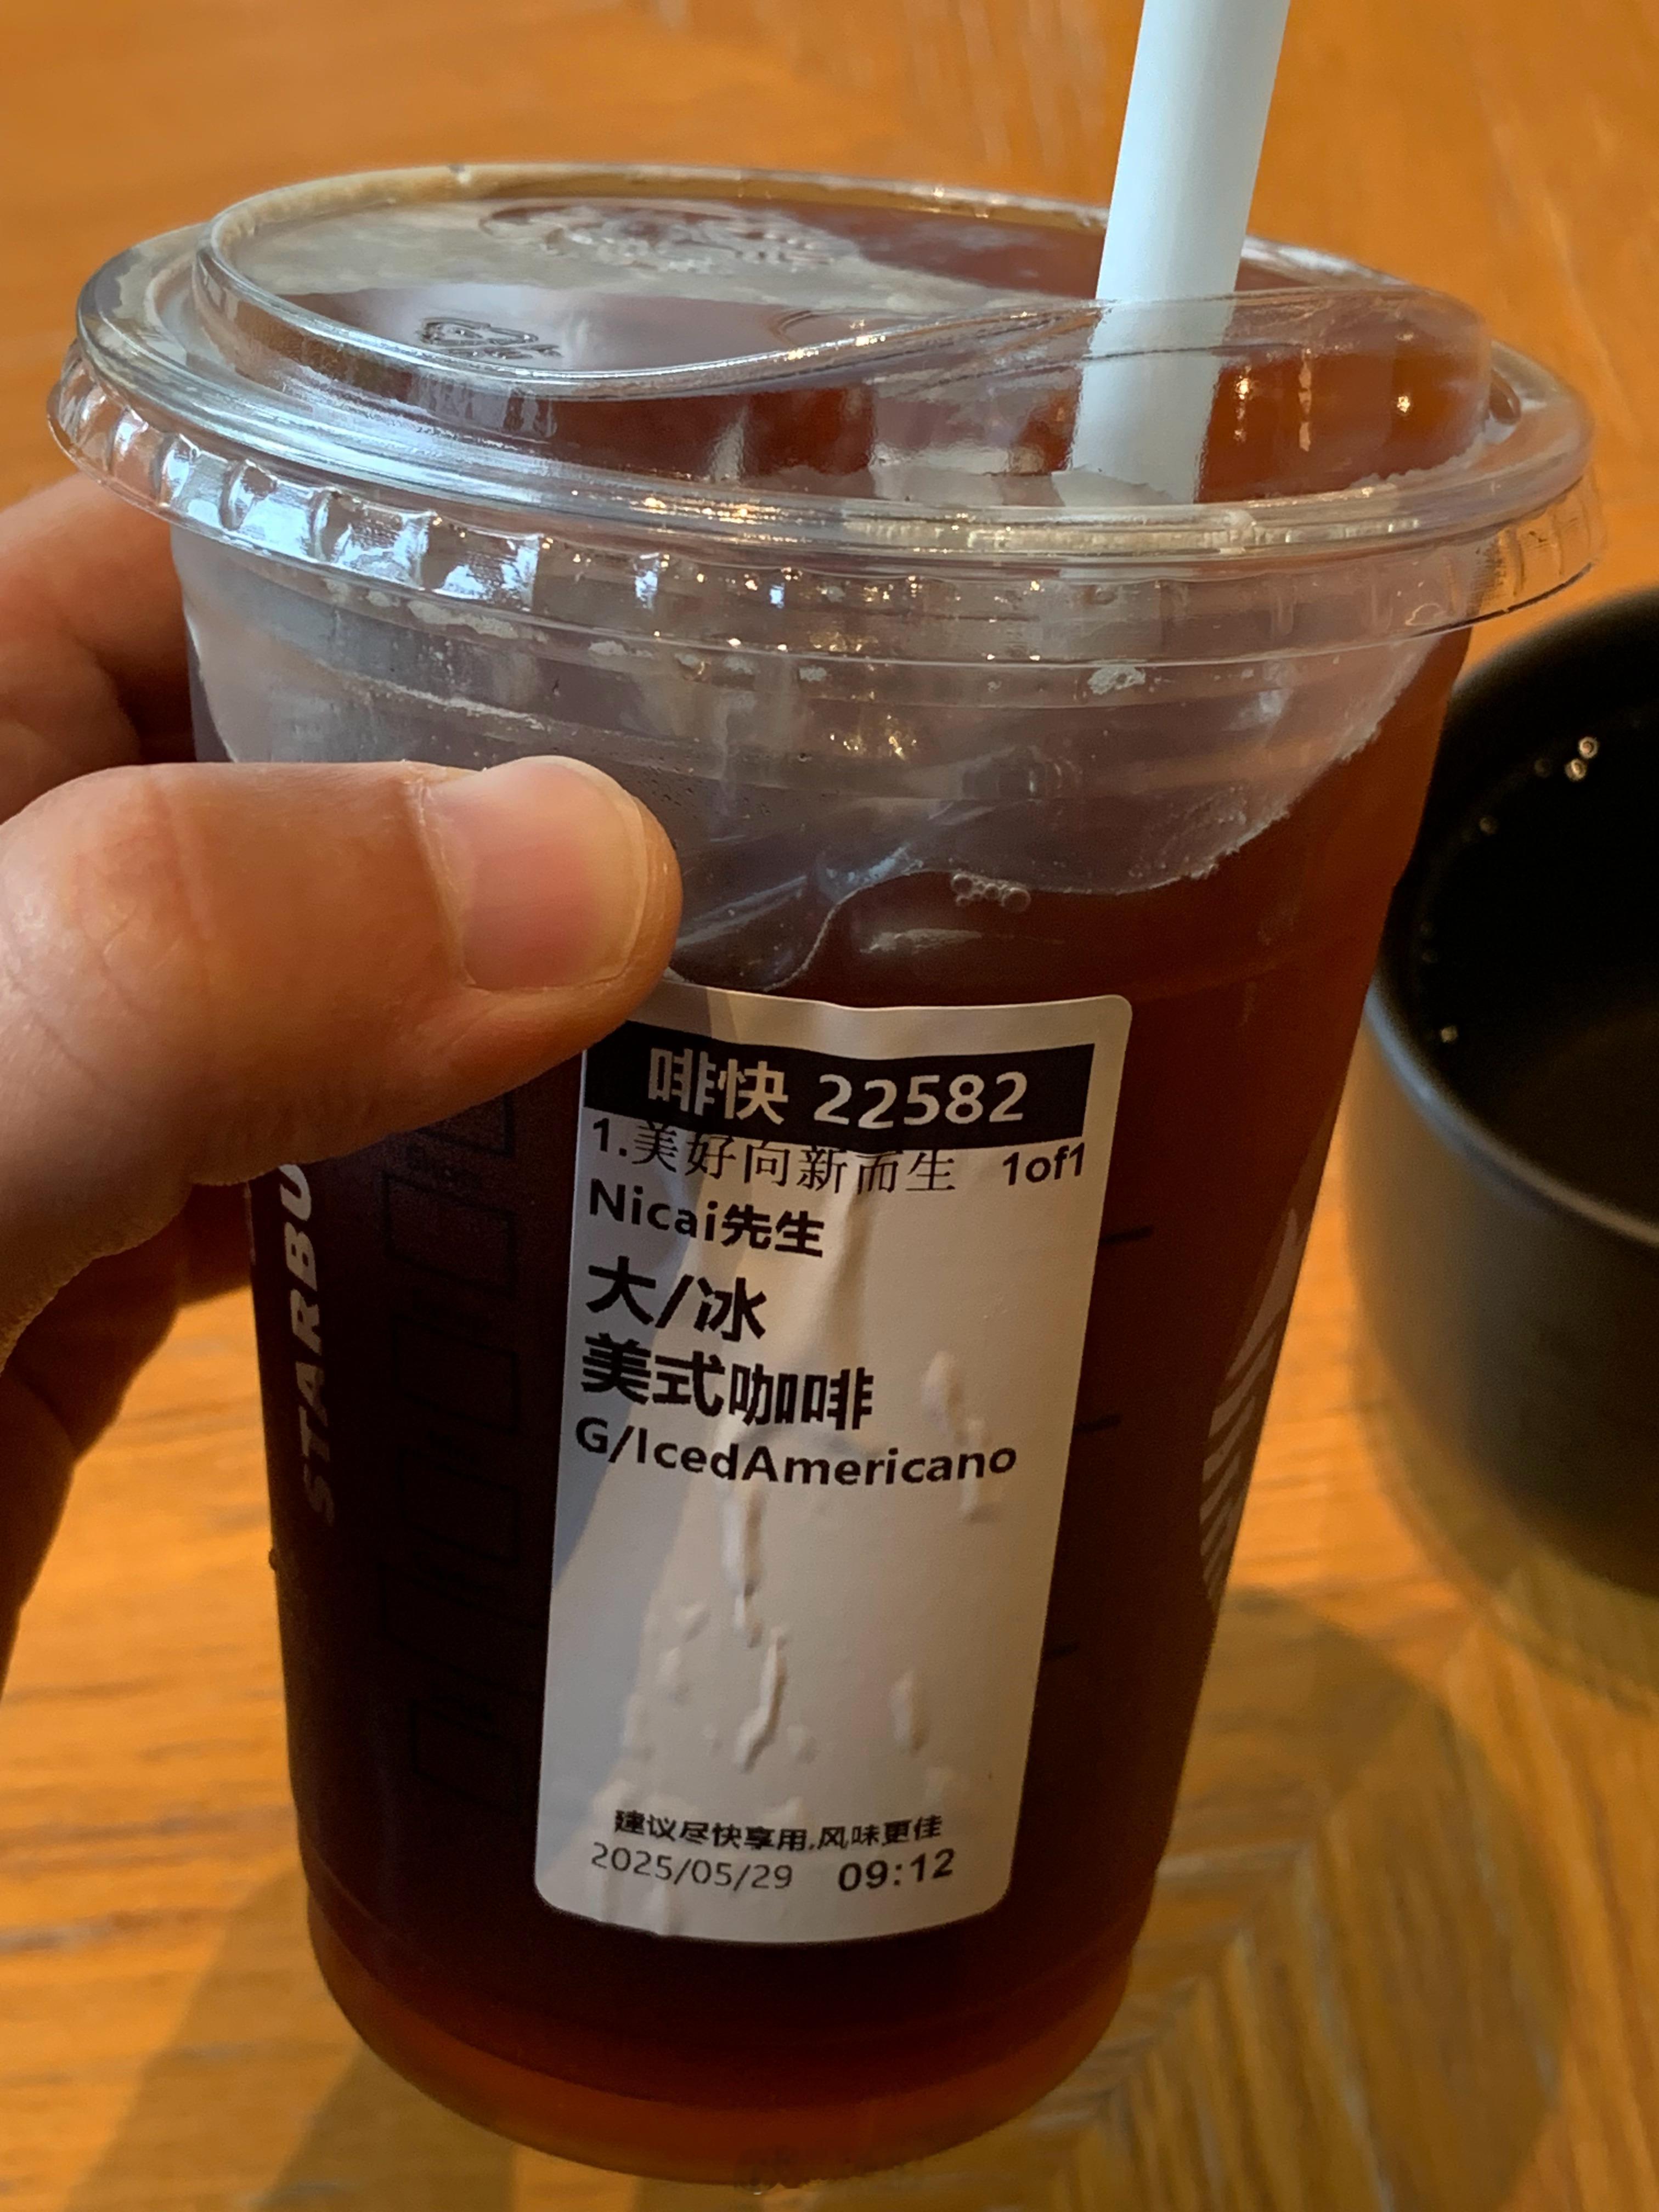 啡快 22582
1.美好向新而生 1of1
Nicai先生
大/冰
美式咖啡
G/IcedAmericano
建议尽快享用,风味更佳
2025/05/29 09:12
STARBU